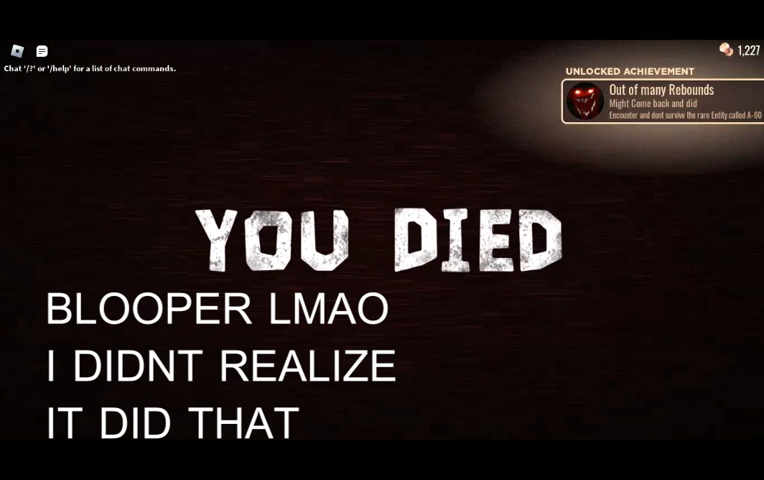 1,227
Chat '/?' or '/help' for a list of chat commands.
UNLOCKED ACHIEVEMENT
Out of many Rebounds
Might Come back and did
Encounter and dont survive the rare Entity called A-60
YOU DIED
BLOOPER LMAO
I DIDNT REALIZE
IT DID THAT